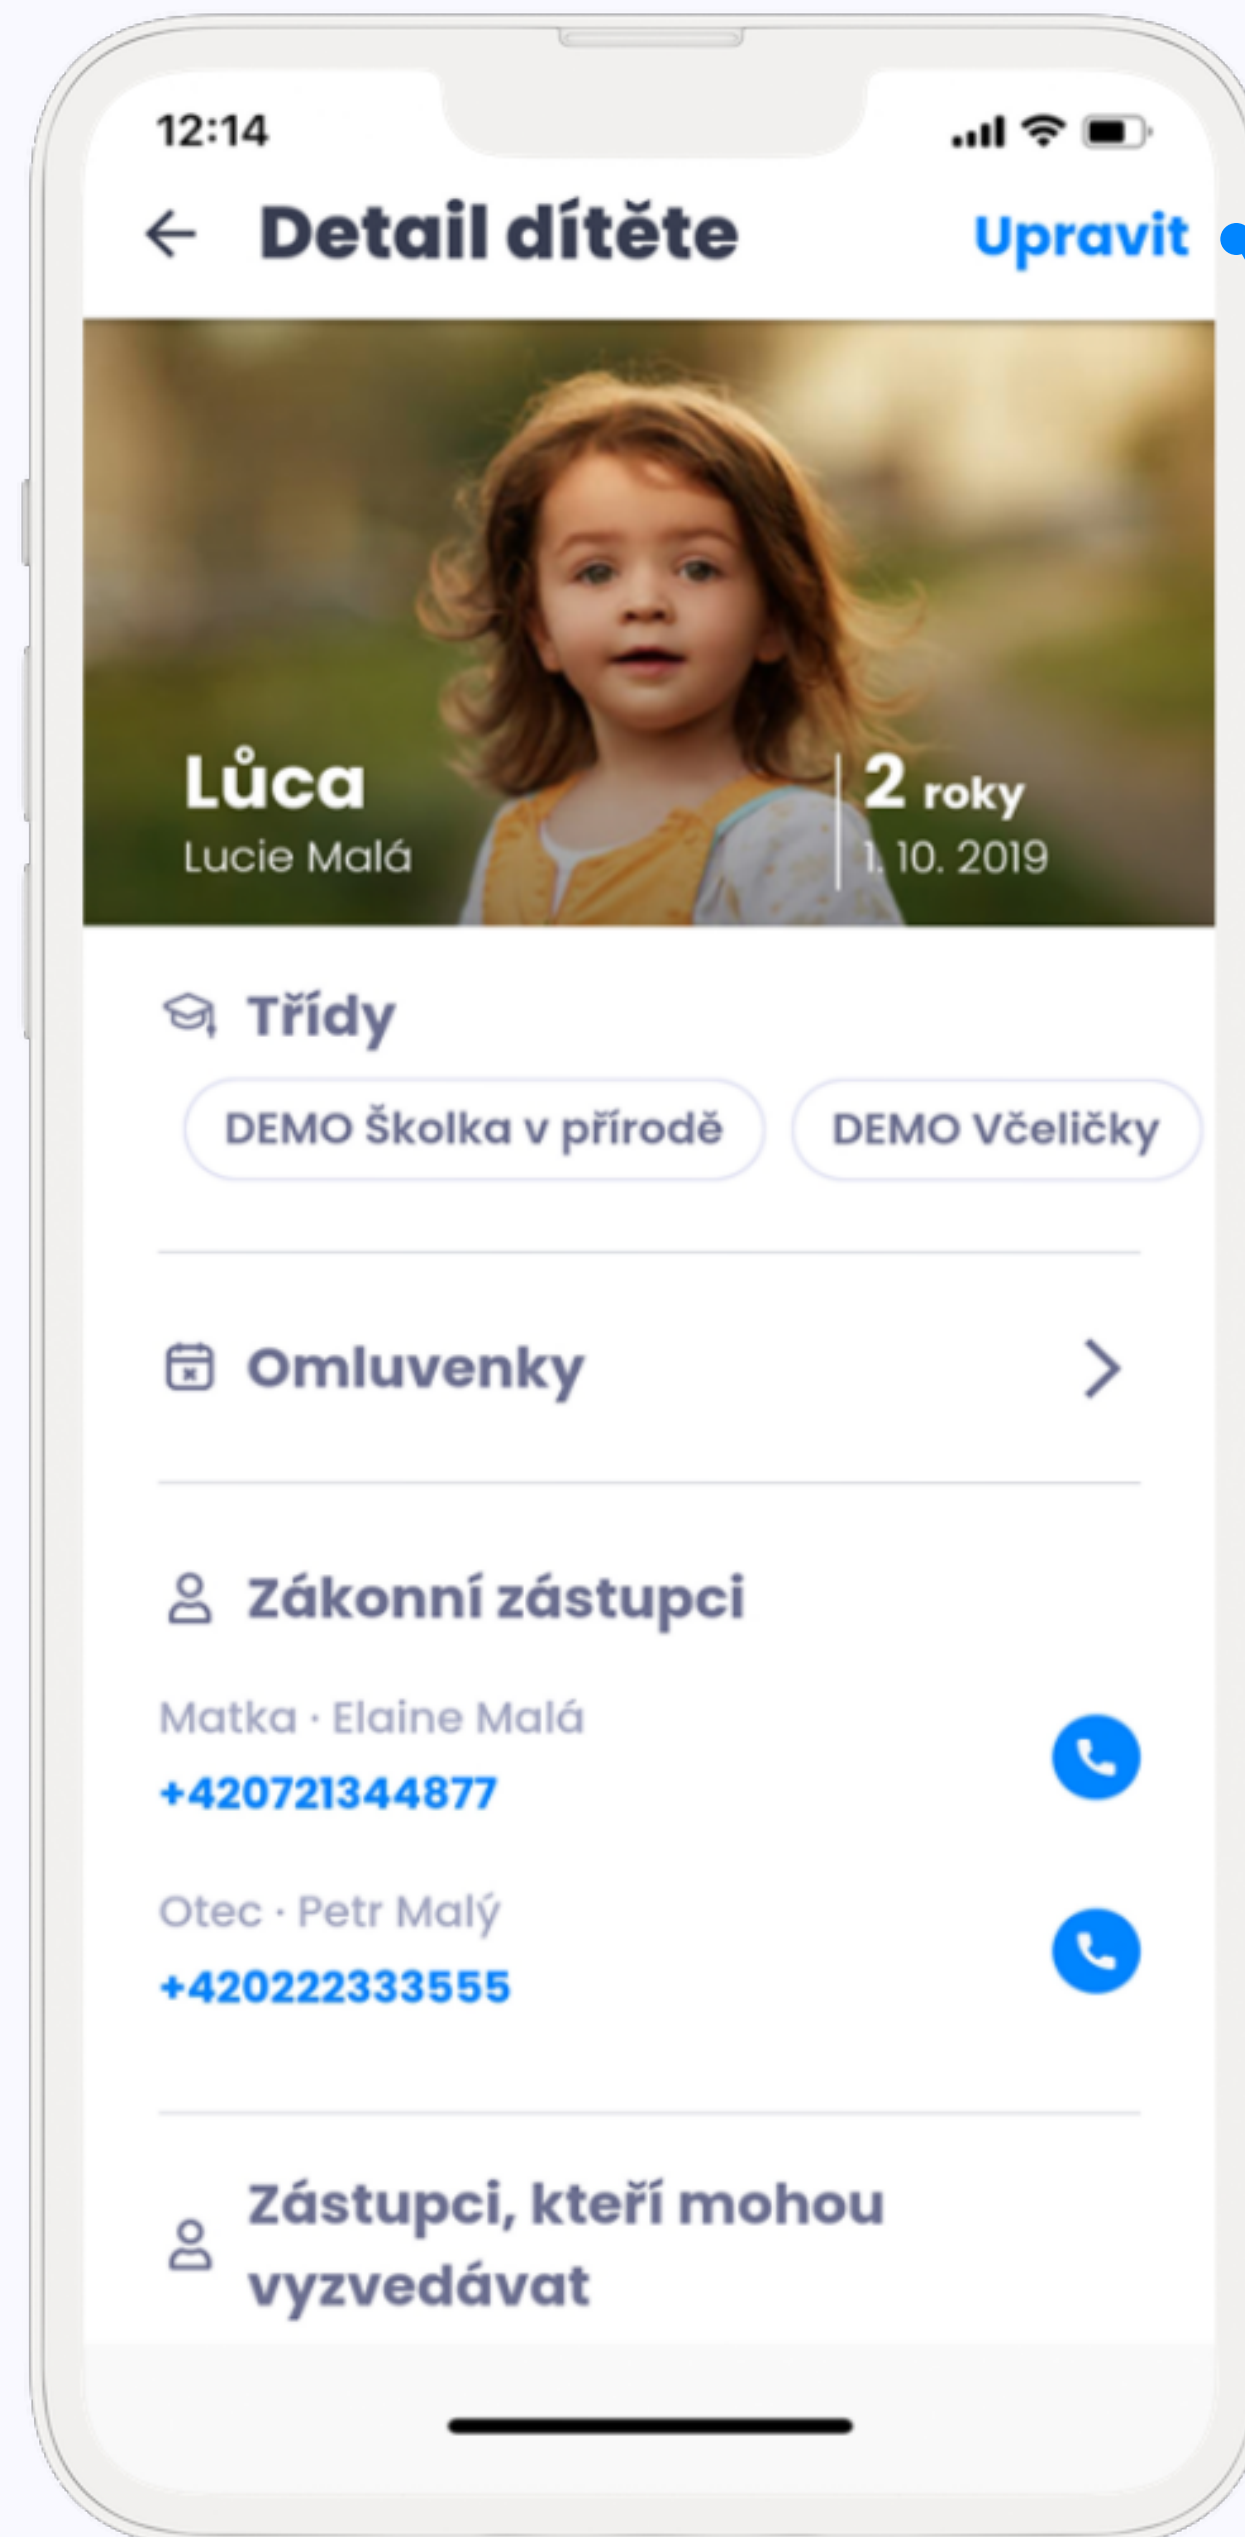 12:14
Detail dítěte
Upravit
Lůca
2 roky
Lucie Malá
1. 10. 2019
Třídy
DEMO Školka v přírodě
DEMO Včeličky
Omluvenky
Zákonní zástupci
Matka · Elaine Malá
+420721344877
Otec · Petr Malý
+420222333555
Zástupci, kteří mohou
vyzvedávat